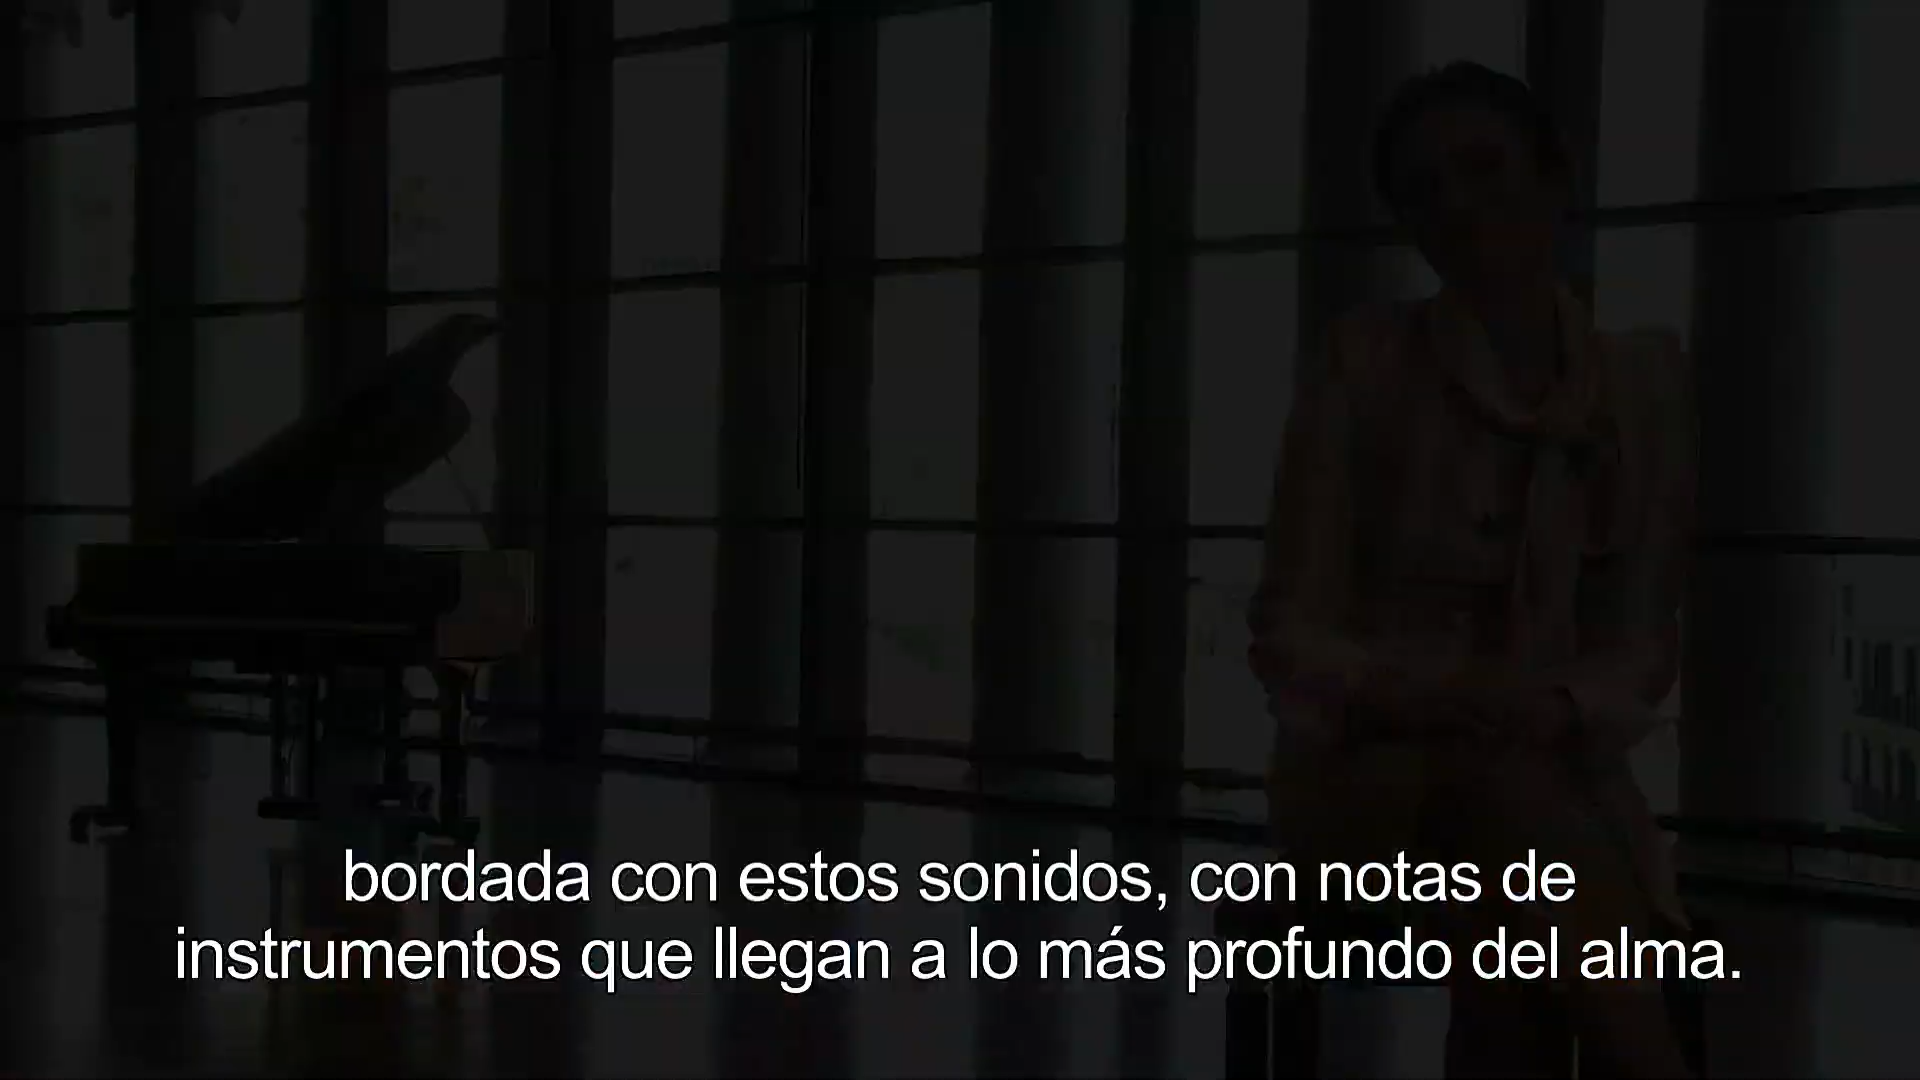 bordada con estos sonidos, con notas de
instrumentos que llegan a lo más profundo del alma.